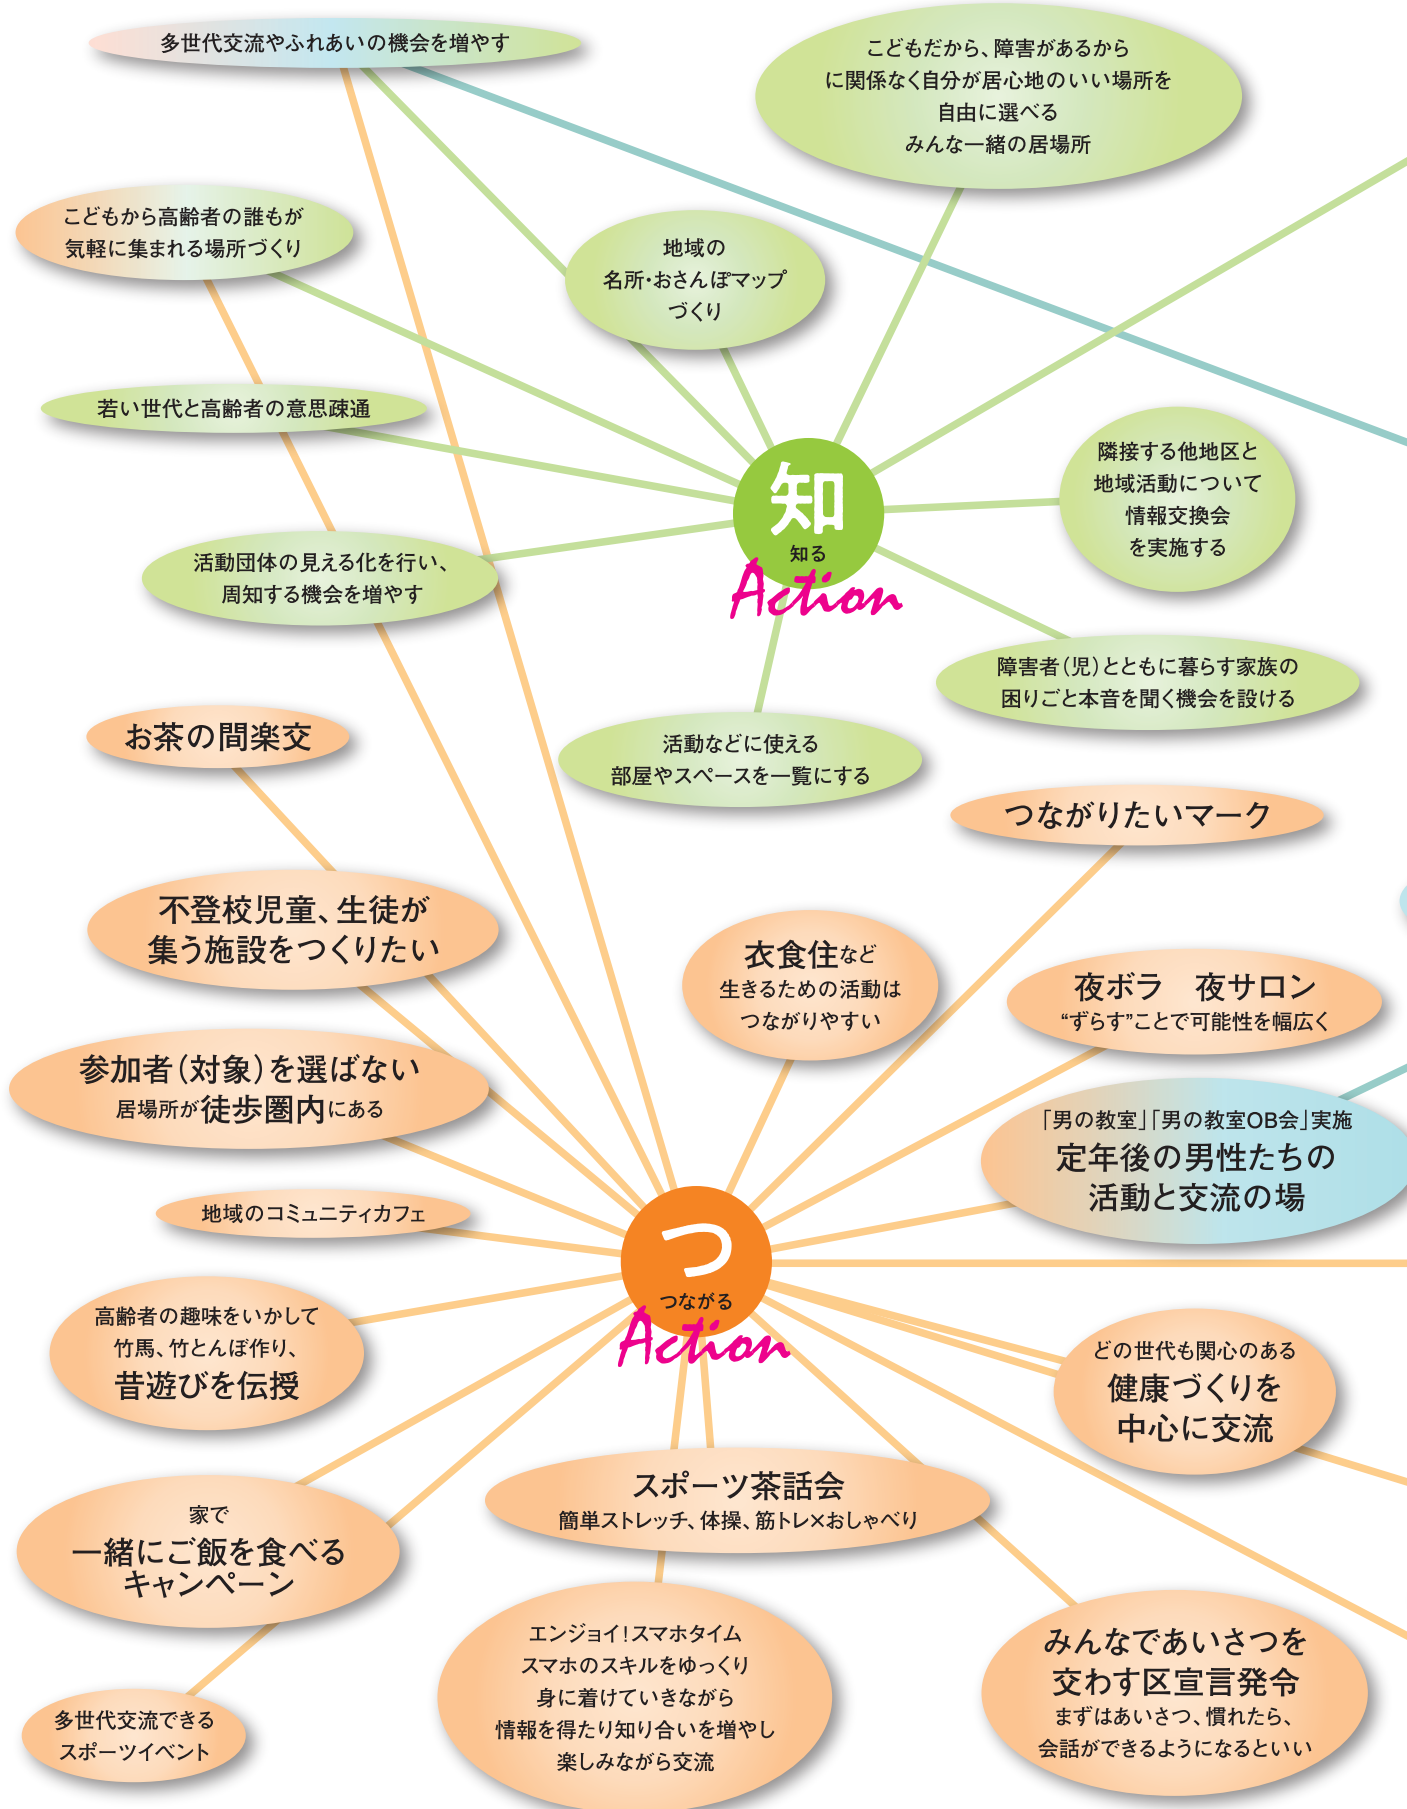 多世代交流やふれあいの機会を増やす
こどもだから、障害があるから
に関係なく自分が居心地のいい場所を
自由に選べる
みんな一緒の居場所
こどもから高齢者の誰もが
気軽に集まれる場所づくり
地域の
名所・おさんぽマップ
づくり
若い世代と高齢者の意思疎通
隣接する他地区と
地域活動について
情報交換会
を実施する
知
知る
Action
活動団体の見える化を行い、
周知する機会を増やす
障害者(児)とともに暮らす家族の
困りごと本音を聞く機会を設ける
お茶の間楽交
活動などに使える
部屋やスペースを一覧にする
つながりたいマーク
不登校児童、生徒が
集う施設をつくりたい
衣食住など
生きるための活動は
つながりやすい
夜ボラ　夜サロン
“ずらす”ことで可能性を幅広く
参加者(対象)を選ばない
居場所が徒歩圏内にある
「男の教室」「男の教室OB会」実施
定年後の男性たちの
活動と交流の場
地域のコミュニティカフェ
つ
つながる
Action
高齢者の趣味をいかして
竹馬、竹とんぼ作り、
昔遊びを伝授
どの世代も関心のある
健康づくりを
中心に交流
家で
一緒にご飯を食べる
キャンペーン
スポーツ茶話会
簡単ストレッチ、体操、筋トレ×おしゃべり
多世代交流できる
スポーツイベント
エンジョイ!スマホタイム
スマホのスキルをゆっくり
身に着けていきながら
情報を得たり知り合いを増やし
楽しみながら交流
みんなであいさつを
交わす区宣言発令
まずはあいさつ、慣れたら、
会話ができるようになるといい